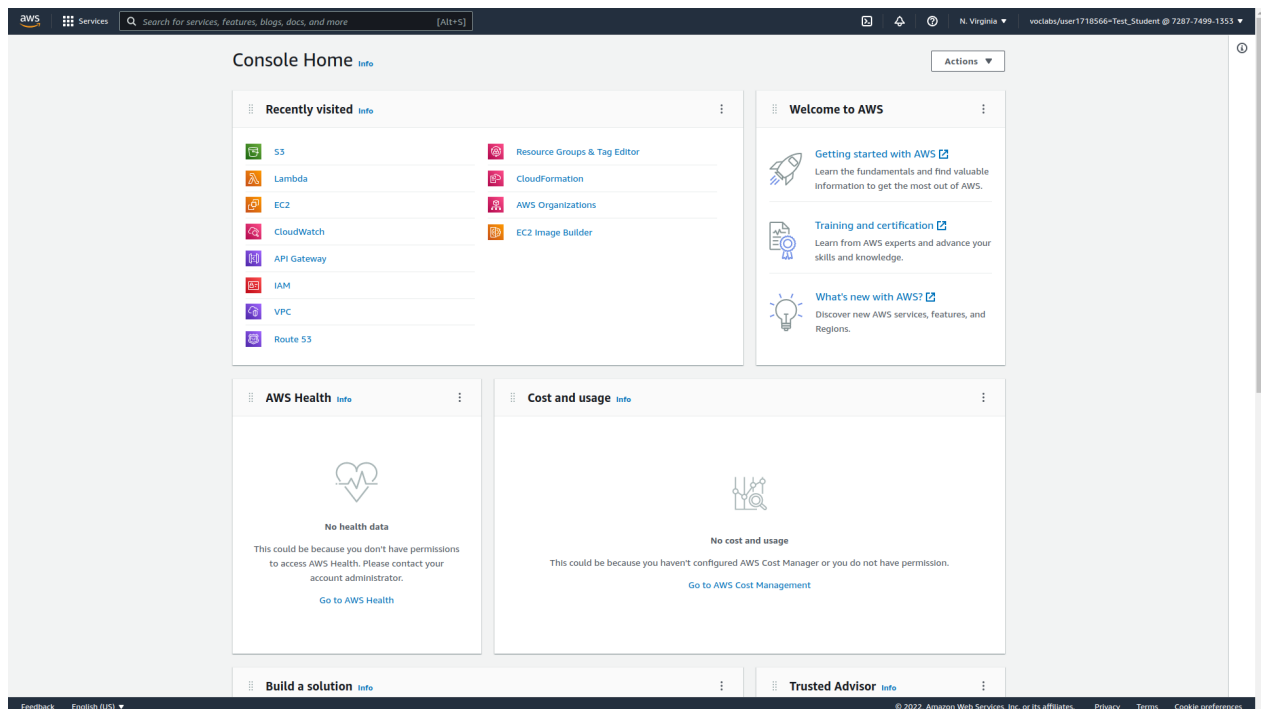 aws
Services
Search for services, features, blogs, docs, and more [Alt+S]
N. Virginia ▼
voclabs/user1718566=Test_Student @ 7287-7499-1353 ▼
Console Home Info
Actions ▼
Recently visited Info
S3
Lambda
EC2
CloudWatch
API Gateway
IAM
VPC
Route 53
Resource Groups & Tag Editor
CloudFormation
AWS Organizations
EC2 Image Builder
Welcome to AWS
Getting started with AWS
Learn the fundamentals and find valuable
information to get the most out of AWS.
Training and certification
Learn from AWS experts and advance your
skills and knowledge.
What's new with AWS?
Discover new AWS services, features, and
Regions.
AWS Health Info
No health data
This could be because you don't have permissions
to access AWS Health. Please contact your
account administrator.
Go to AWS Health
Cost and usage Info
No cost and usage
This could be because you haven't configured AWS Cost Manager or you do not have permission.
Go to AWS Cost Management
Build a solution Info
Trusted Advisor Info
Feedback English (US) ▼
© 2022, Amazon Web Services, Inc. or its affiliates. Privacy Terms Cookie preferences